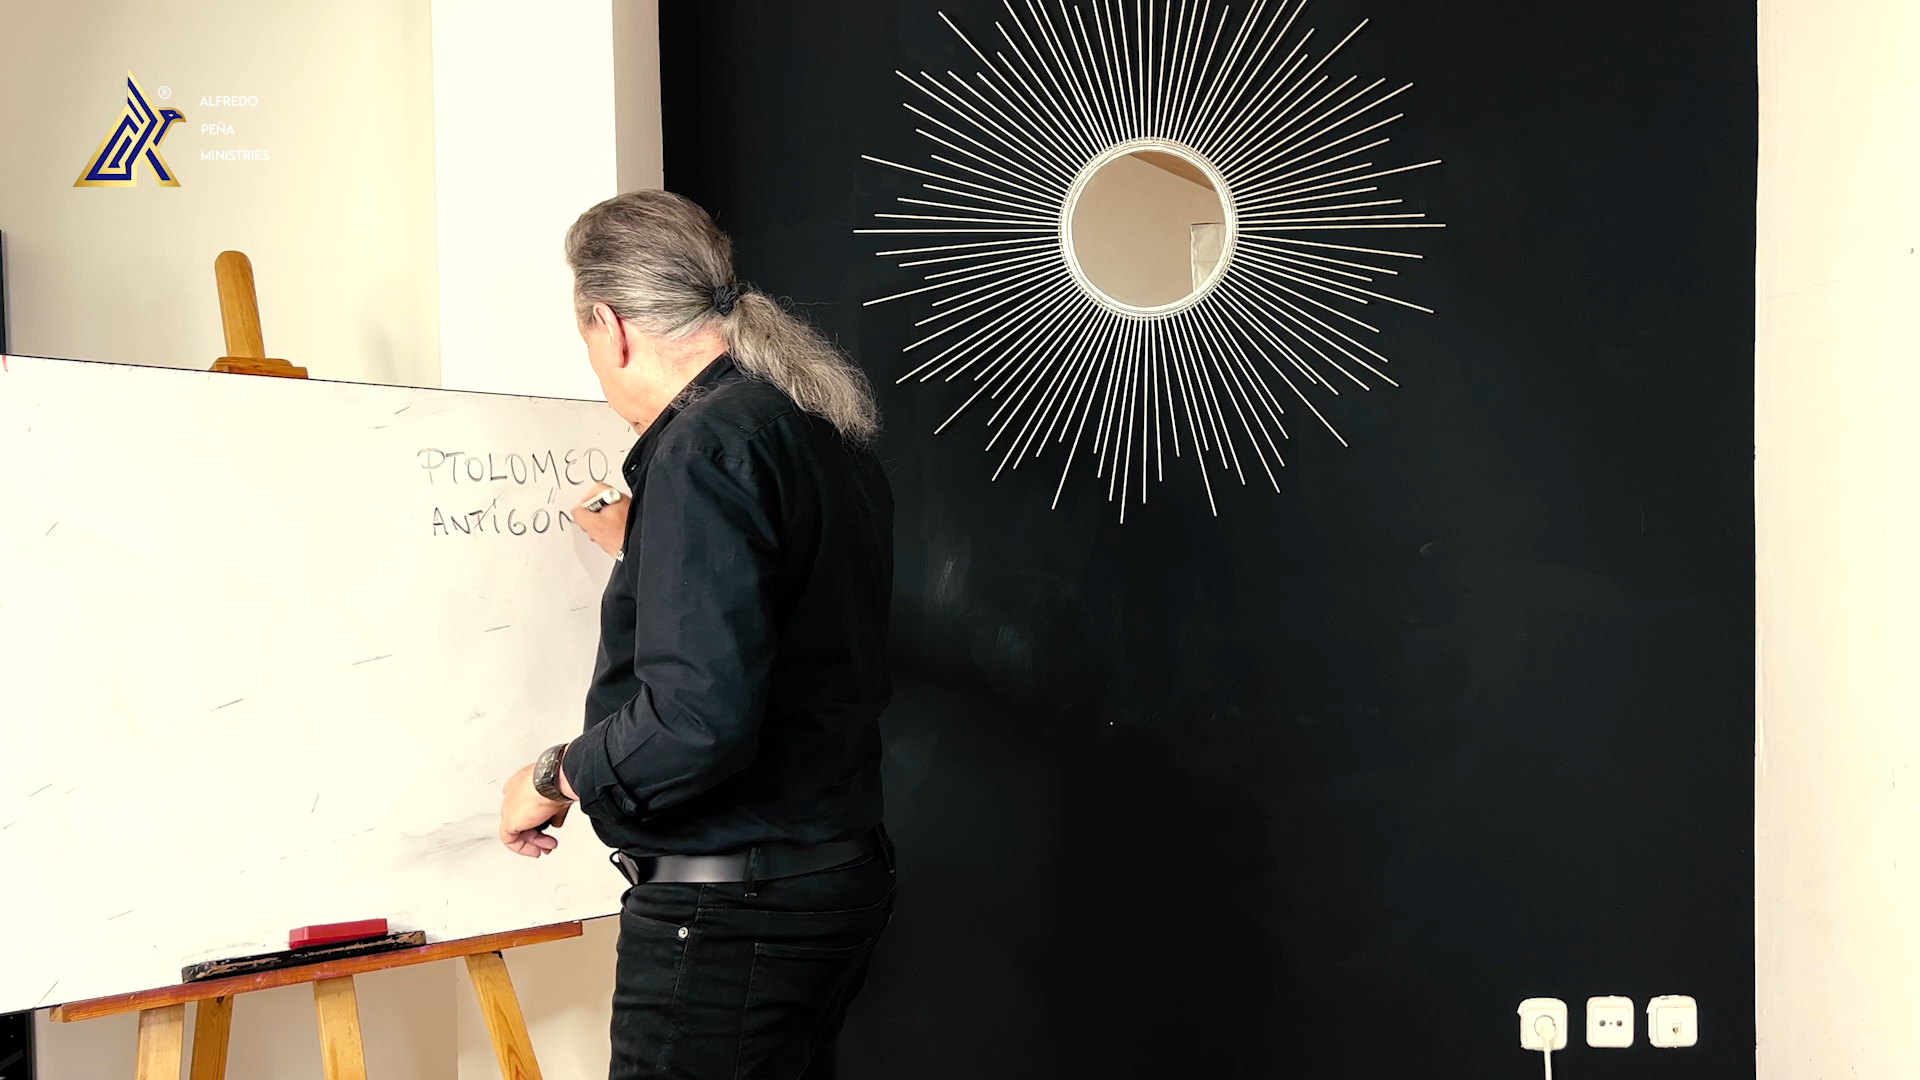 ®
ALFREDO
PEÑA
MINISTRIES
PTOLOMEO
ANTÍGON